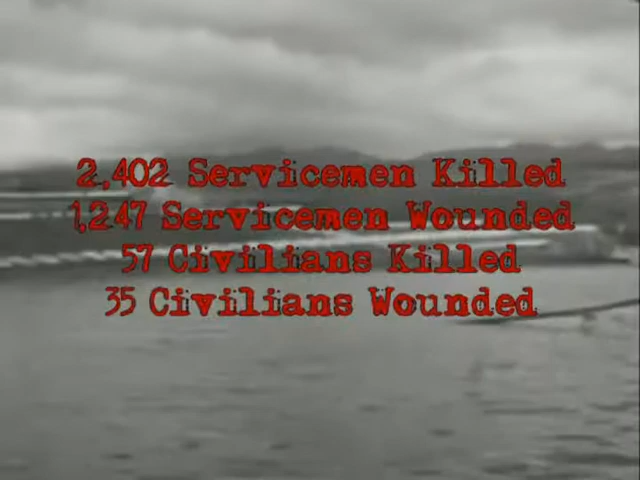 2,402 Servicemen Killed
1,247 Servicemen Wounded
57 Civilians Killed
35 Civilians Wounded